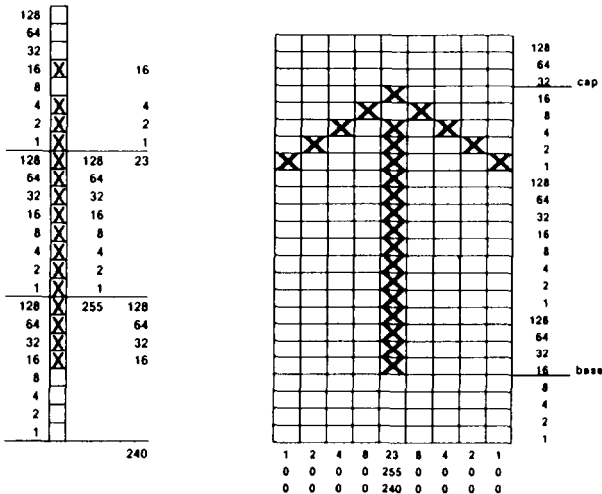 128
64
32
16 X 16
8
4 X 4
2 X 2
1 X 1
128 X 128 23
64 X 64
32 X 32
16 X 16
8 X 8
4 X 4
2 X 2
1 X 1
128 X 255 128
64 X 64
32 X 32
16 X 16
8
4
2
1
240
128
64
32 cap
16
8
4
2
1
128
64
32
16
8
4
2
1
128
64
32
16 base
8
4
2
1
1 2 4 8 23 8 4 2 1
0 0 0 0 255 0 0 0 0
0 0 0 0 240 0 0 0 0